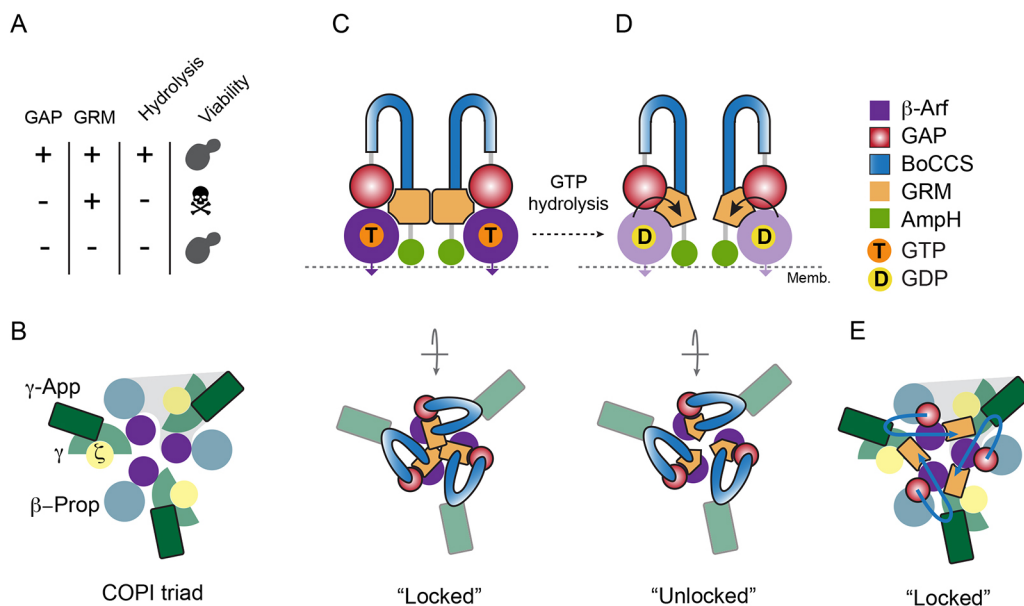 A
GAP GRM Hydrolysis Viability
+ + + 
- + -
- - -
B
γ-App
γ
ζ
β–Prop
COPI triad
C
T T
GTP
hydrolysis
D
D D
Memb.
β-Arf
GAP
BoCCS
GRM
AmpH
T GTP
D GDP
“Locked”
“Unlocked”
E
“Locked”